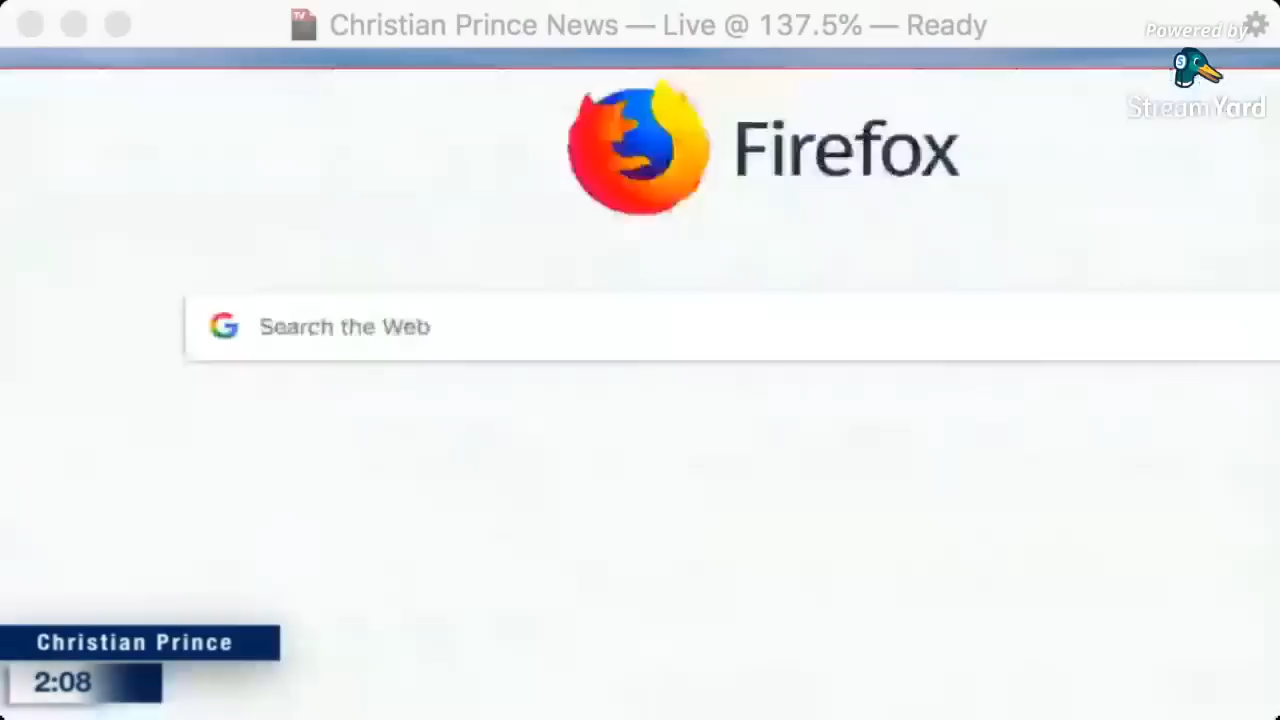 Christian Prince News — Live @ 137.5% — Ready
Powered by
StreamYard
Firefox
Search the Web
Christian Prince
2:08